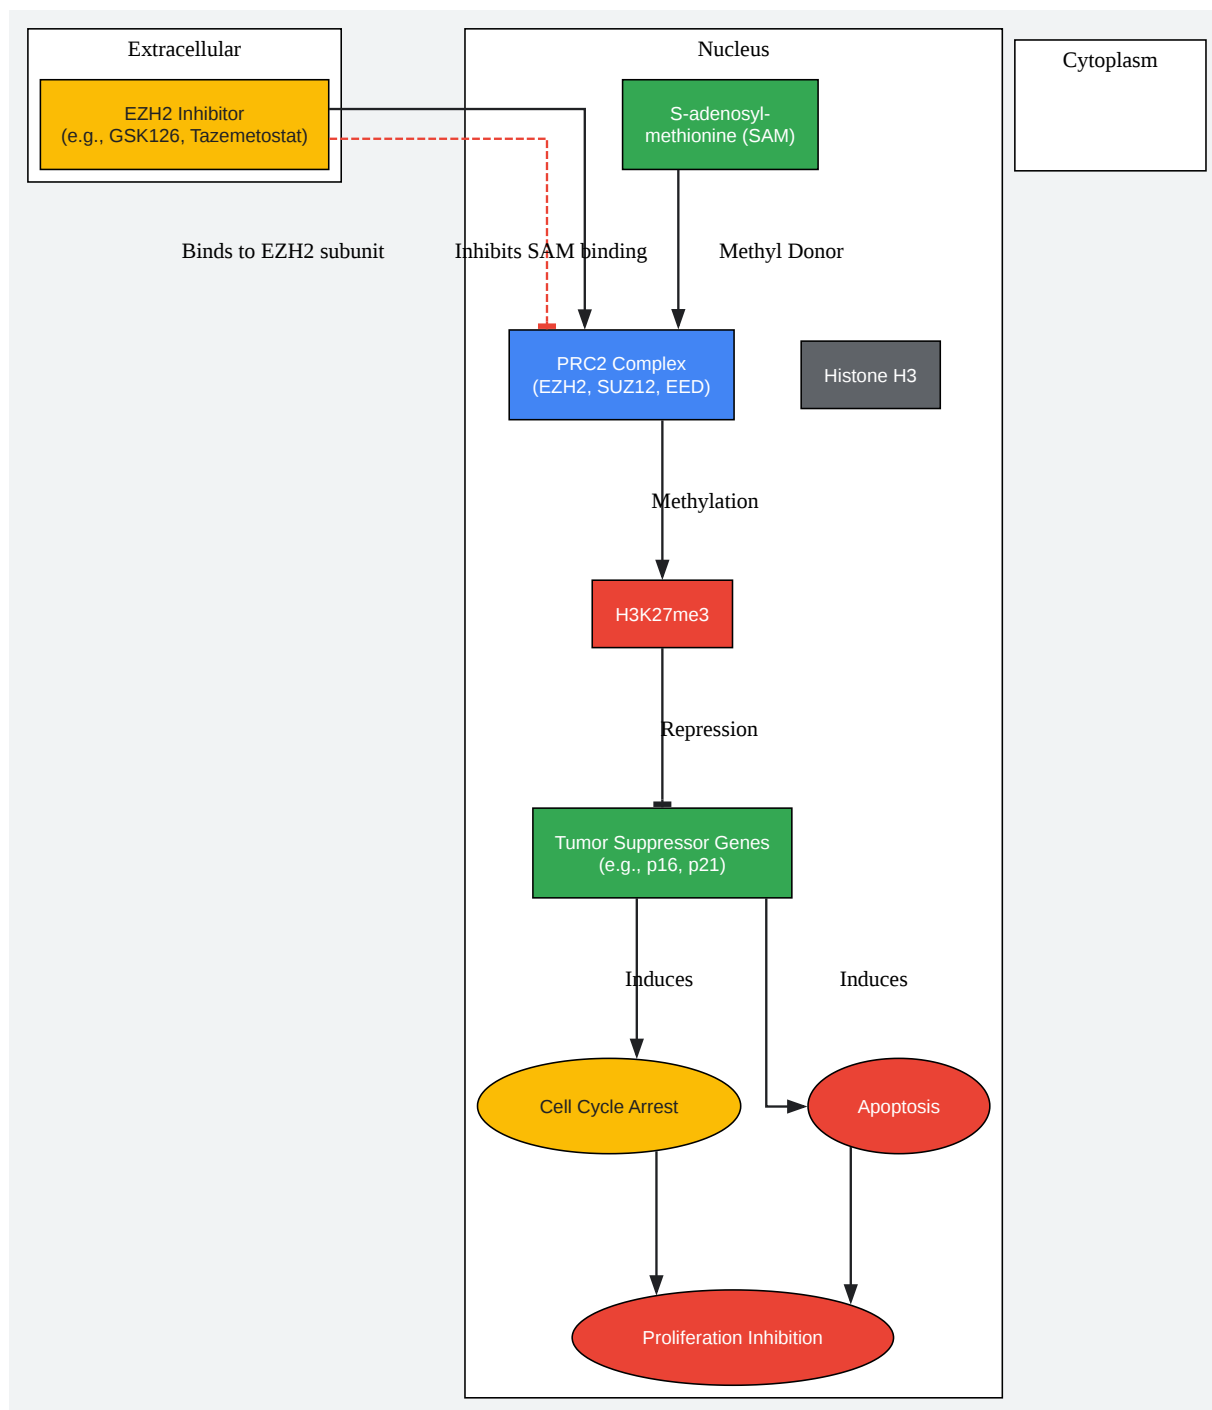 Extracellular
EZH2 Inhibitor
(e.g., GSK126, Tazemetostat)
Nucleus
S-adenosyl-
methionine (SAM)
Cytoplasm
Binds to EZH2 subunit
Inhibits SAM binding
Methyl Donor
PRC2 Complex
(EZH2, SUZ12, EED)
Histone H3
Methylation
H3K27me3
Repression
Tumor Suppressor Genes
(e.g., p16, p21)
Induces
Induces
Cell Cycle Arrest
Apoptosis
Proliferation Inhibition